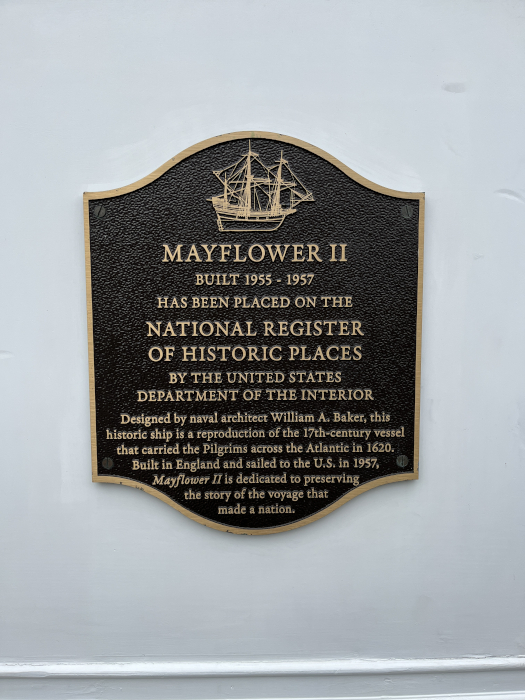 MAYFLOWER II
BUILT 1955 - 1957
HAS BEEN PLACED ON THE
NATIONAL REGISTER
OF HISTORIC PLACES
BY THE UNITED STATES
DEPARTMENT OF THE INTERIOR
Designed by naval architect William A. Baker, this
historic ship is a reproduction of the 17th-century vessel
that carried the Pilgrims across the Atlantic in 1620.
Built in England and sailed to the U.S. in 1957,
Mayflower II is dedicated to preserving
the story of the voyage that
made a nation.